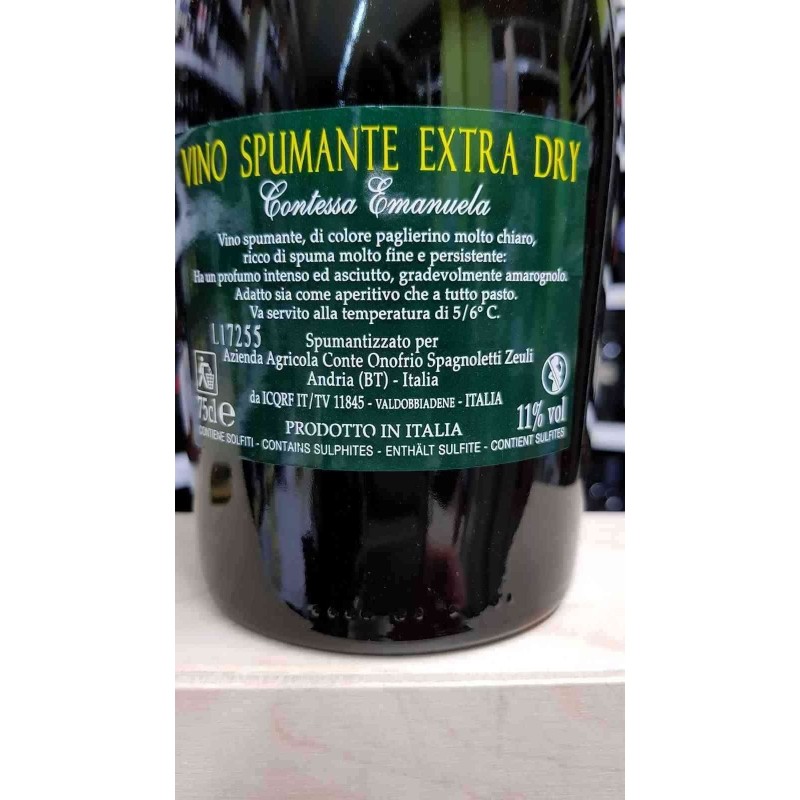 VINO SPUMANTE EXTRA DRY
Contessa Emanuela
Vino spumante, di colore paglierino molto chiaro,
ricco di spuma molto fine e persistente:
Ha un profumo intenso ed asciutto, gradevolmente amarognolo.
Adatto sia come aperitivo che a tutto pasto.
Va servito alla temperatura di 5/6° C.
L17255
Spumantizzato per
Azienda Agricola Conte Onofrio Spagnoletti Zeuli
Andria (BT) - Italia
da ICQRF IT/TV 11845 - VALDOBBIADENE - ITALIA
75cl e
11% vol
PRODOTTO IN ITALIA
CONTIENE SOLFITI - CONTAINS SULPHITES - ENTHÄLT SULFITE - CONTIENT SULFITES